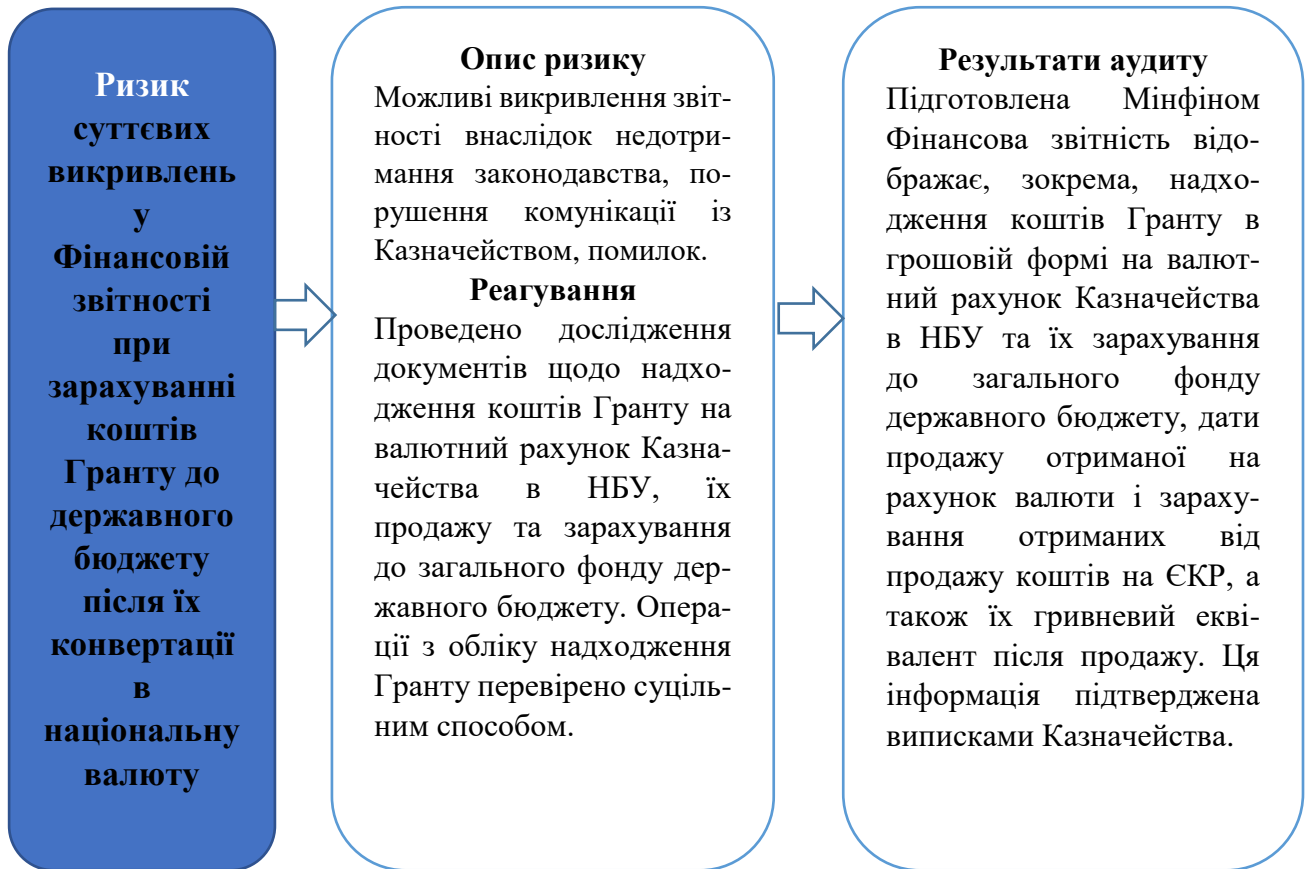 Ризик
суттєвих
викривлень
у
Фінансовій
звітності
при
зарахуванні
коштів
Гранту до
державного
бюджету
після їх
конвертації
в
національну
валюту
Опис ризику
Можливі викривлення звіт-
ності внаслідок недотри-
мання законодавства, по-
рушення комунікації із
Казначейством, помилок.
Реагування
Проведено дослідження
документів щодо надхо-
дження коштів Гранту на
валютний рахунок Казна-
чейства в НБУ, їх
продажу та зарахування
до загального фонду дер-
жавного бюджету. Опера-
ції з обліку надходження
Гранту перевірено суціль-
ним способом.
Результати аудиту
Підготовлена Мінфіном
Фінансова звітність відо-
бражає, зокрема, надхо-
дження коштів Гранту в
грошовій формі на валют-
ний рахунок Казначейства
в НБУ та їх зарахування
до загального фонду
державного бюджету, дати
продажу отриманої на
рахунок валюти і зараху-
вання отриманих від
продажу коштів на ЄКР, а
також їх гривневий екві-
валент після продажу. Ця
інформація підтверджена
виписками Казначейства.